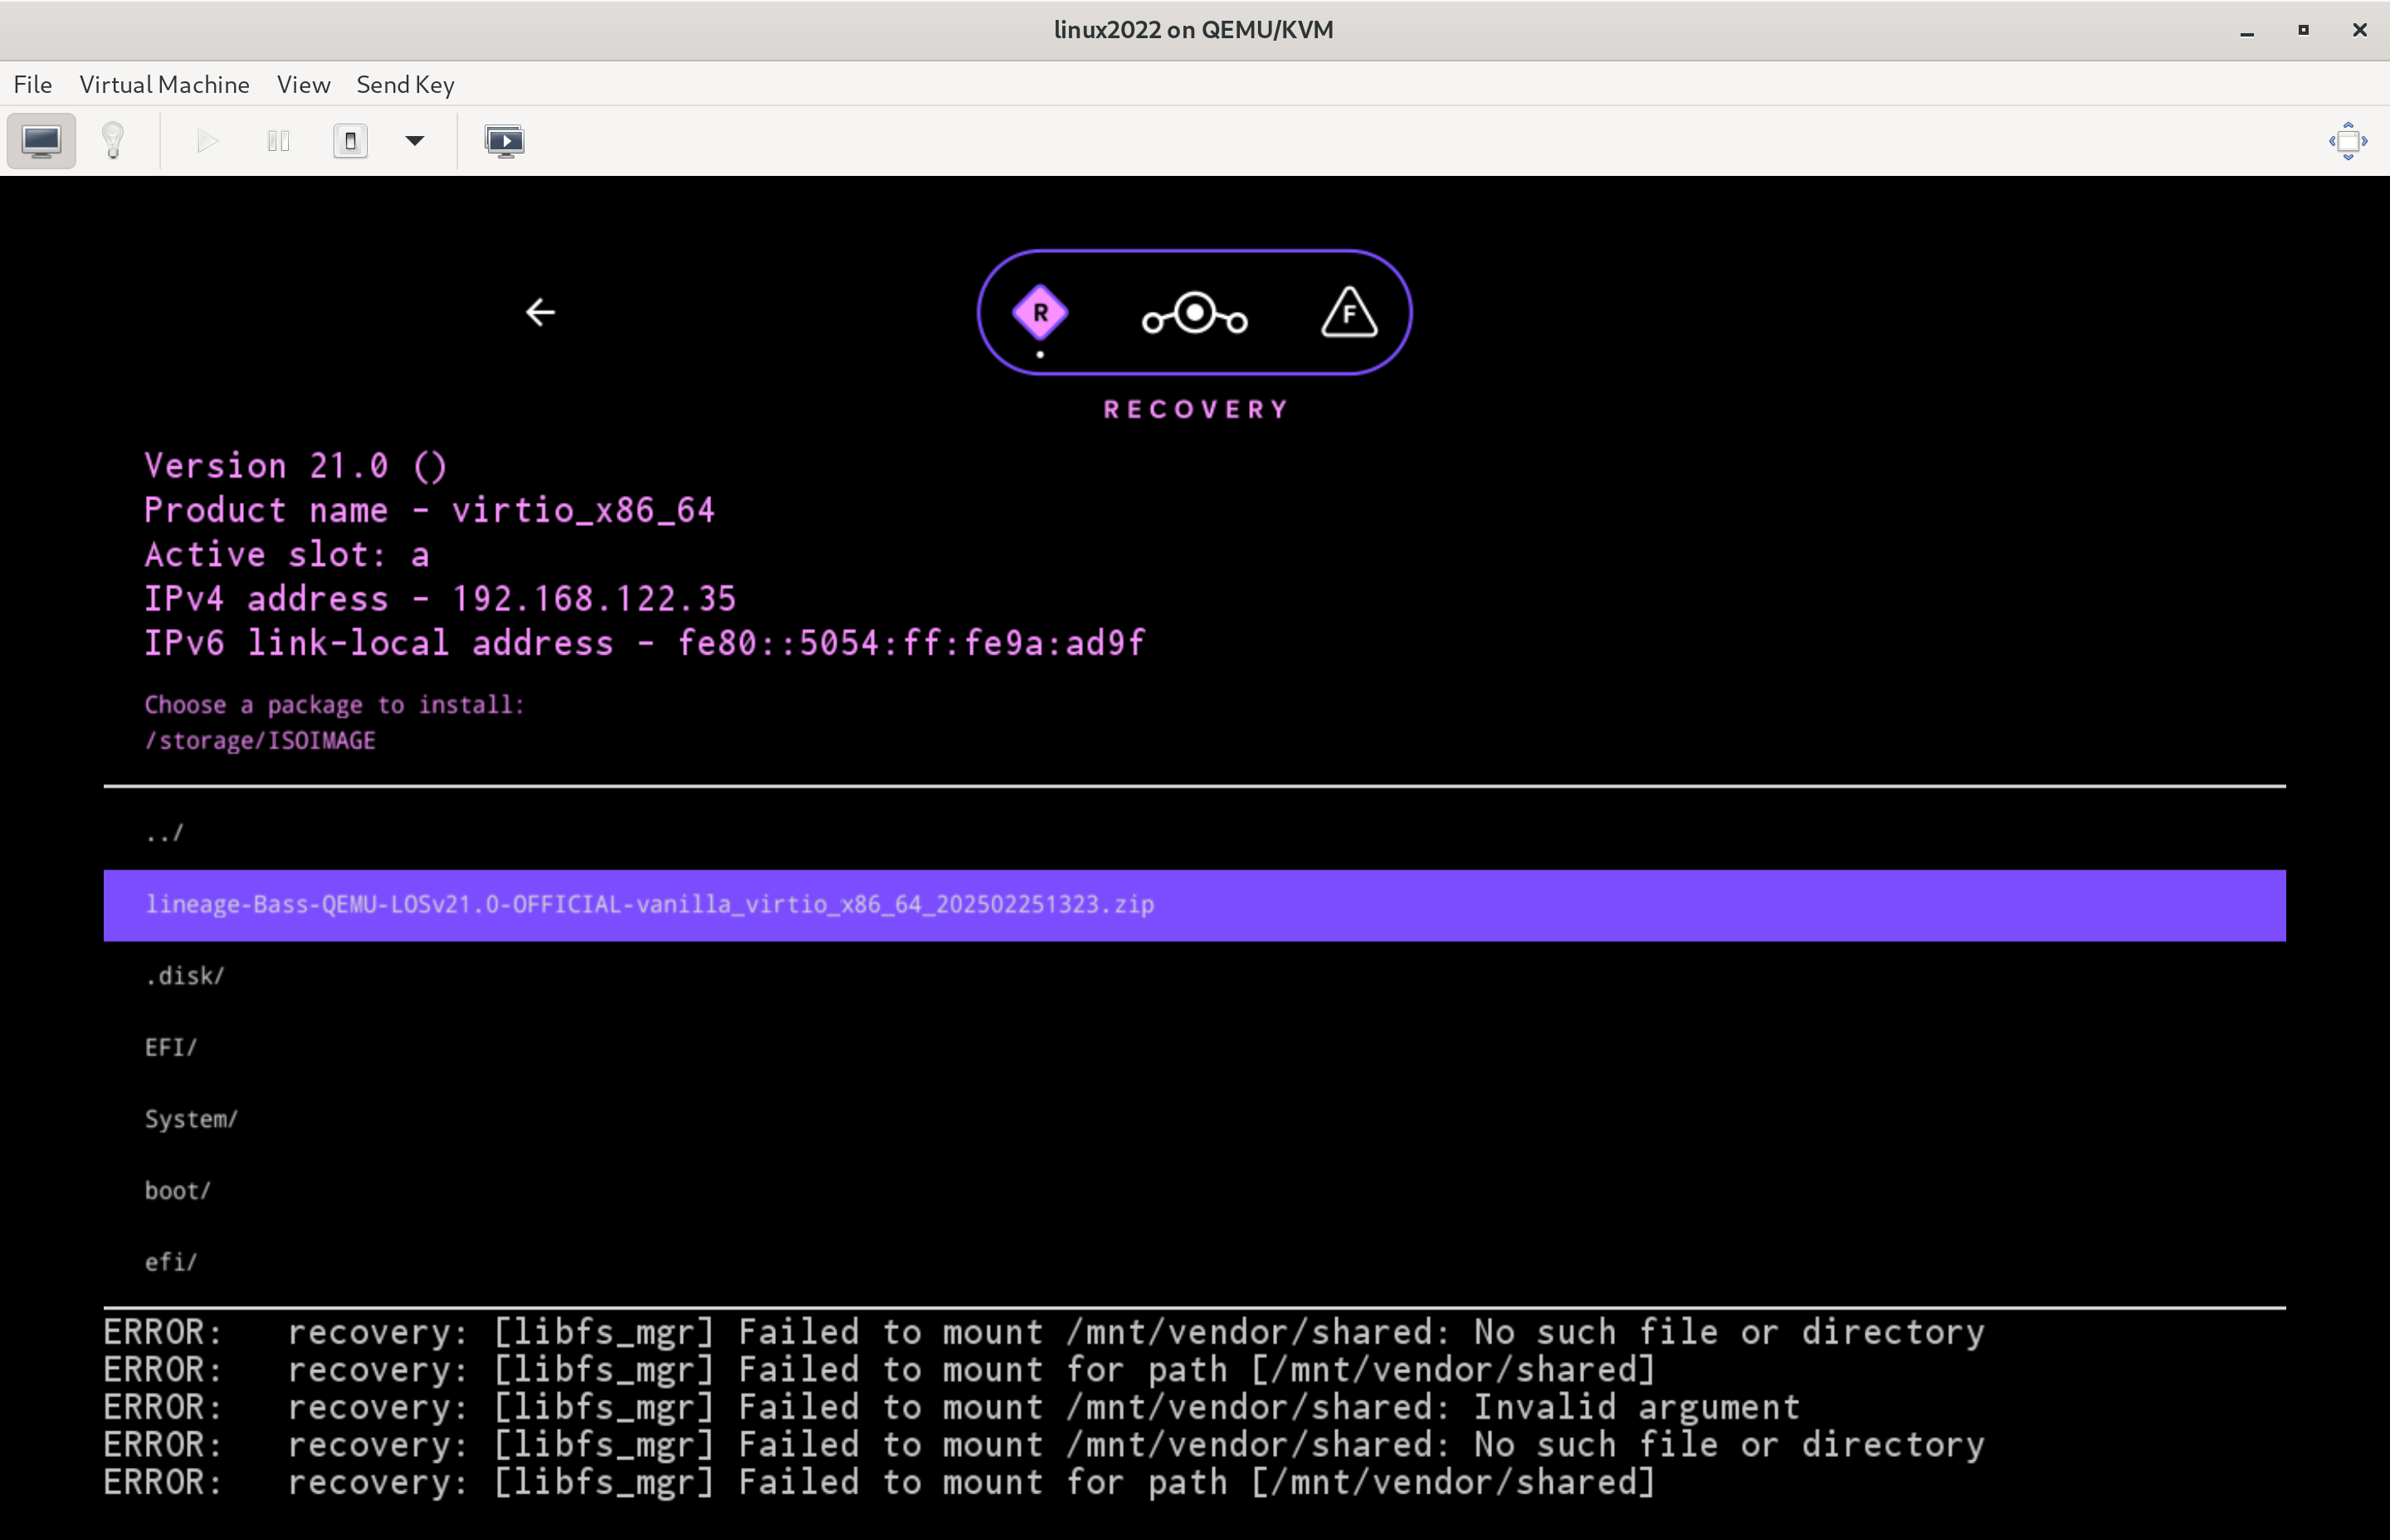 linux2022 on QEMU/KVM
File Virtual Machine View Send Key
R F
RECOVERY
Version 21.0 ()
Product name - virtio_x86_64
Active slot: a
IPv4 address - 192.168.122.35
IPv6 link-local address - fe80::5054:ff:fe9a:ad9f
Choose a package to install:
/storage/ISOIMAGE
../
lineage-Bass-QEMU-LOSv21.0-OFFICIAL-vanilla_virtio_x86_64_202502251323.zip
.disk/
EFI/
System/
boot/
efi/
ERROR: recovery: [libfs_mgr] Failed to mount /mnt/vendor/shared: No such file or directory
ERROR: recovery: [libfs_mgr] Failed to mount for path [/mnt/vendor/shared]
ERROR: recovery: [libfs_mgr] Failed to mount /mnt/vendor/shared: Invalid argument
ERROR: recovery: [libfs_mgr] Failed to mount /mnt/vendor/shared: No such file or directory
ERROR: recovery: [libfs_mgr] Failed to mount for path [/mnt/vendor/shared]